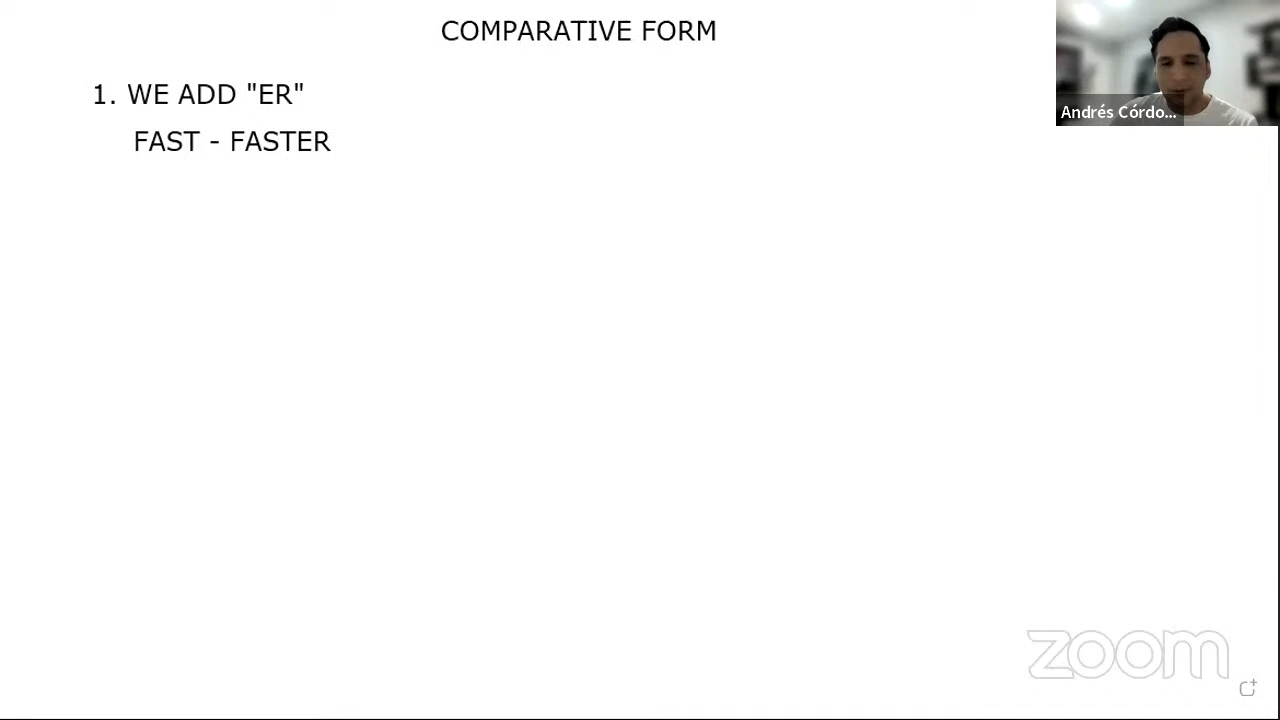 COMPARATIVE FORM
1. WE ADD "ER"
FAST - FASTER
Andrés Córdo...
zoom